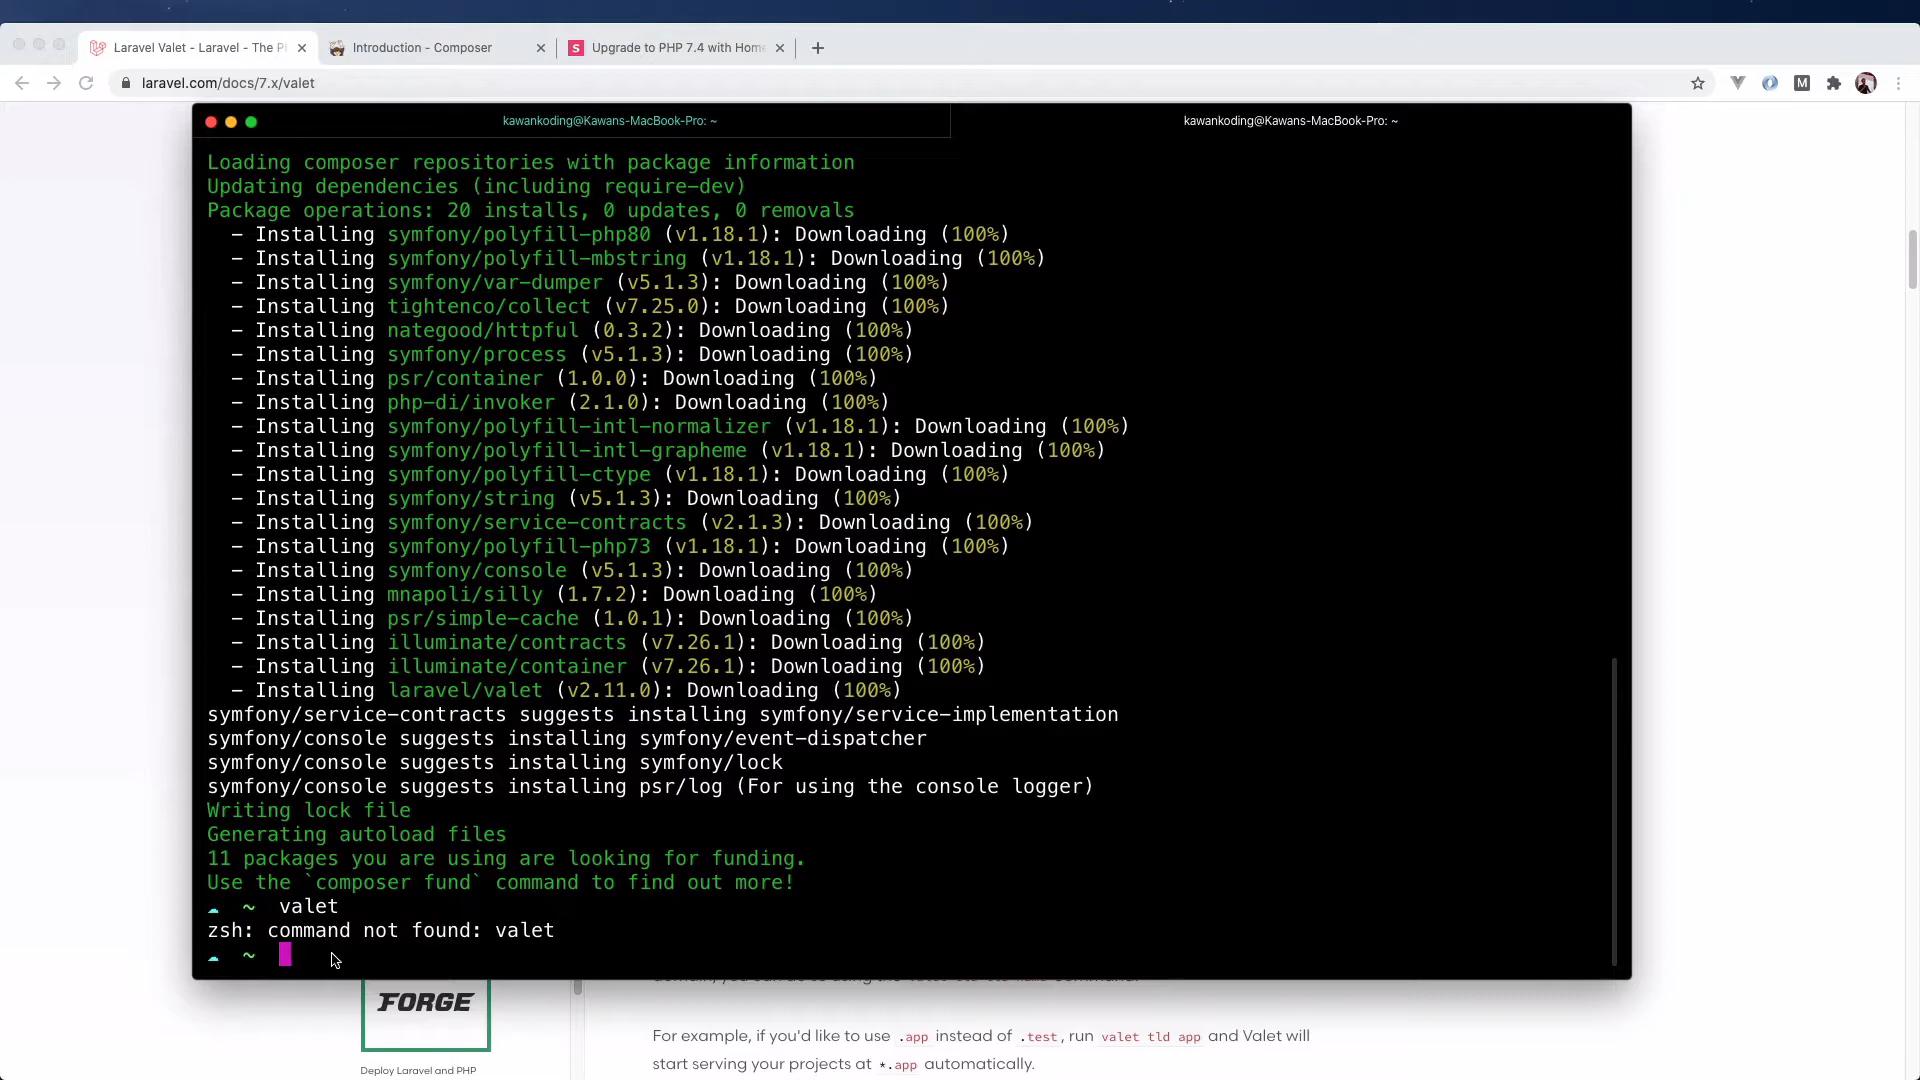 Laravel Valet - Laravel - The P
Introduction - Composer
S
Upgrade to PHP 7.4 with Hom
laravel.com/docs/7.x/valet
M
kawankoding@Kawans-MacBook-Pro: ~
kawankoding@Kawans-MacBook-Pro: ~
Loading composer repositories with package information
Updating dependencies (including require-dev)
Package operations: 20 installs, 0 updates, 0 removals
- Installing symfony/polyfill-php80 (v1.18.1): Downloading (100%)
- Installing symfony/polyfill-mbstring (v1.18.1): Downloading (100%)
- Installing symfony/var-dumper (v5.1.3): Downloading (100%)
- Installing tightenco/collect (v7.25.0): Downloading (100%)
- Installing nategood/httpful (0.3.2): Downloading (100%)
- Installing symfony/process (v5.1.3): Downloading (100%)
- Installing psr/container (1.0.0): Downloading (100%)
- Installing php-di/invoker (2.1.0): Downloading (100%)
- Installing symfony/polyfill-intl-normalizer (v1.18.1): Downloading (100%)
- Installing symfony/polyfill-intl-grapheme (v1.18.1): Downloading (100%)
- Installing symfony/polyfill-ctype (v1.18.1): Downloading (100%)
- Installing symfony/string (v5.1.3): Downloading (100%)
- Installing symfony/service-contracts (v2.1.3): Downloading (100%)
- Installing symfony/polyfill-php73 (v1.18.1): Downloading (100%)
- Installing symfony/console (v5.1.3): Downloading (100%)
- Installing mnapoli/silly (1.7.2): Downloading (100%)
- Installing psr/simple-cache (1.0.1): Downloading (100%)
- Installing illuminate/contracts (v7.26.1): Downloading (100%)
- Installing illuminate/container (v7.26.1): Downloading (100%)
- Installing laravel/valet (v2.11.0): Downloading (100%)
symfony/service-contracts suggests installing symfony/service-implementation
symfony/console suggests installing symfony/event-dispatcher
symfony/console suggests installing symfony/lock
symfony/console suggests installing psr/log (For using the console logger)
Writing lock file
Generating autoload files
11 packages you are using are looking for funding.
Use the `composer fund` command to find out more!
~ valet
zsh: command not found: valet
~
FORGE
Deploy Laravel and PHP
For example, if you'd like to use .app instead of .test, run valet tld app and Valet will
start serving your projects at *.app automatically.